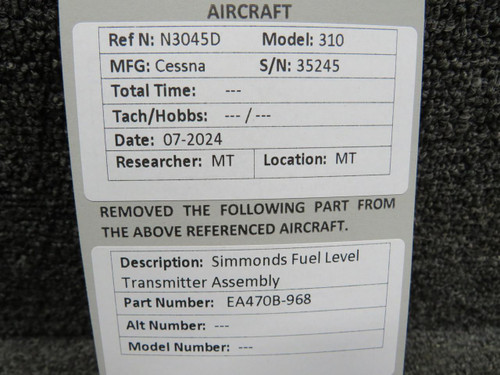 AIRCRAFT
Ref N: N3045D Model: 310
MFG: Cessna S/N: 35245
Total Time: ---
Tach/Hobbs: --- / ---
Date: 07-2024
Researcher: MT Location: MT
REMOVED THE FOLLOWING PART FROM
THE ABOVE REFERENCED AIRCRAFT.
Description: Simmonds Fuel Level
Transmitter Assembly
Part Number: EA470B-968
Alt Number: ---
Model Number: ---